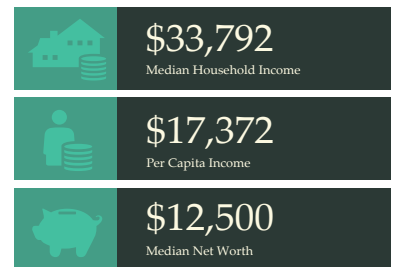 $33,792
Median Household Income
$17,372
Per Capita Income
$12,500
Median Net Worth